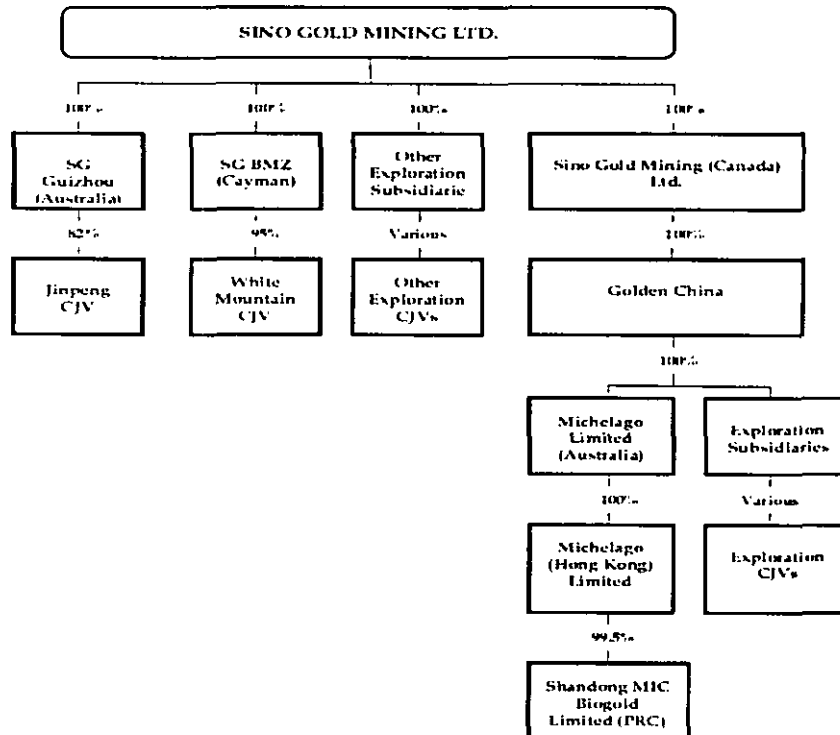 SINO GOLD MINING LTD.
100%
100%
100%
100%
SG
Guizhou
(Australia)
SG BMZ
(Cayman)
Other
Exploration
Subsidiarie
Sino Gold Mining (Canada)
Ltd.
82%
95%
Various
100%
Jinpeng
CJV
White
Mountain
CJV
Other
Exploration
CJVs
Golden China
100%
Michelago
Limited
(Australia)
Exploration
Subsidiaries
100%
Various
Michelago
(Hong Kong)
Limited
Exploration
CJVs
99.5%
Shandong MIC
Biogold
Limited (PRC)